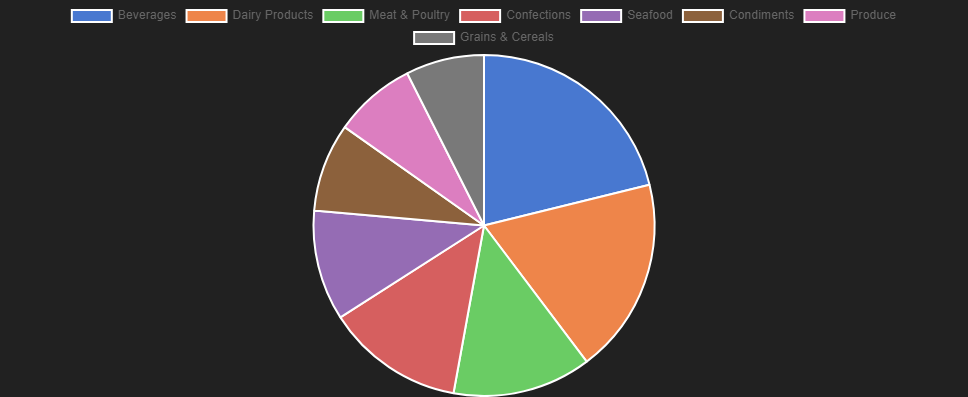 Beverages Dairy Products Meat & Poultry Confections Seafood Condiments Produce
Grains & Cereals